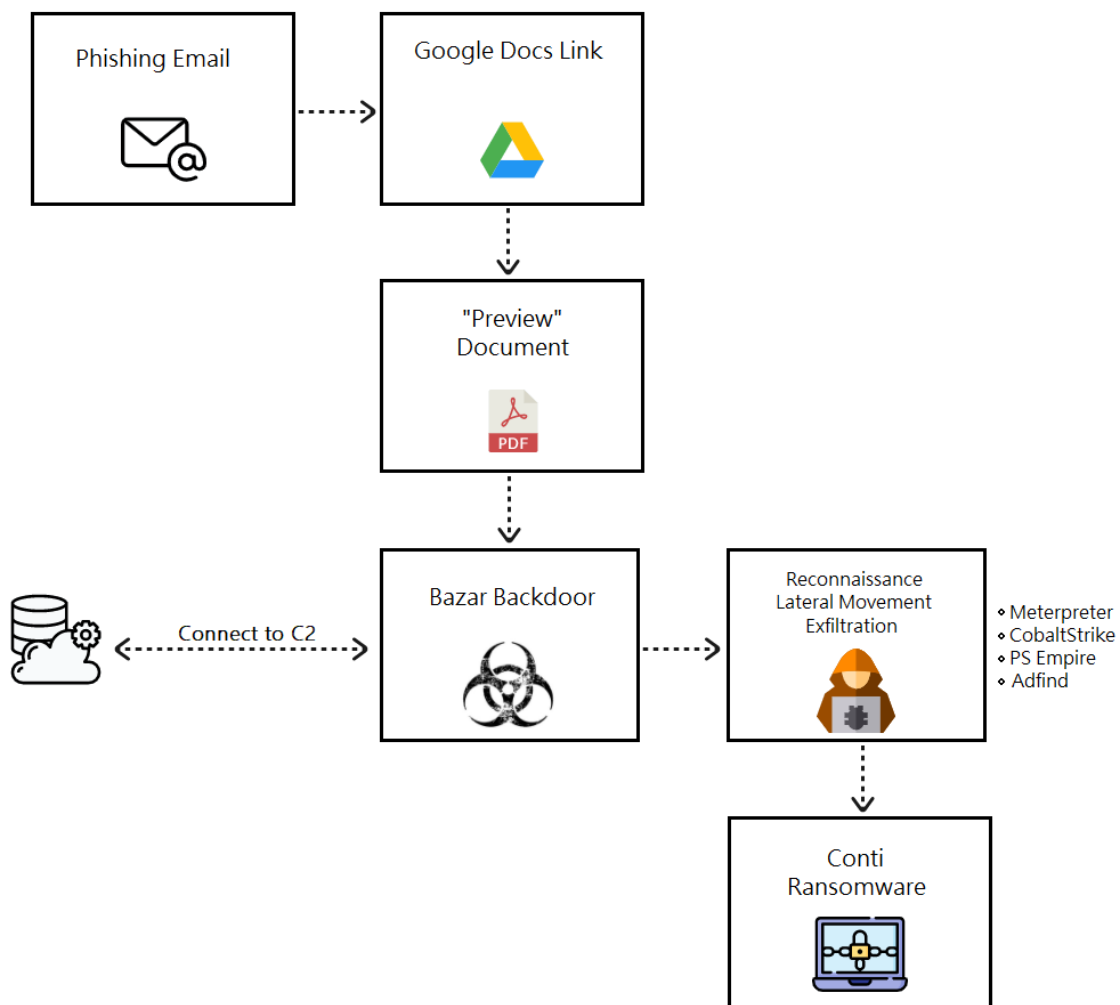 Phishing Email
Google Docs Link
"Preview"
Document
PDF
Bazar Backdoor
Connect to C2
Reconnaissance
Lateral Movement
Exfiltration
Meterpreter
CobaltStrike
PS Empire
Adfind
Conti
Ransomware